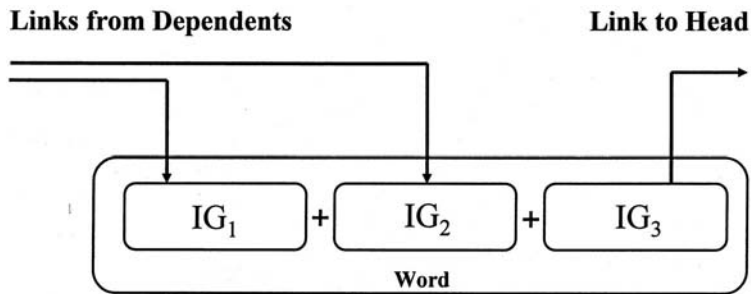 Links from Dependents Link to Head
IG₁ + IG₂ + IG₃
Word